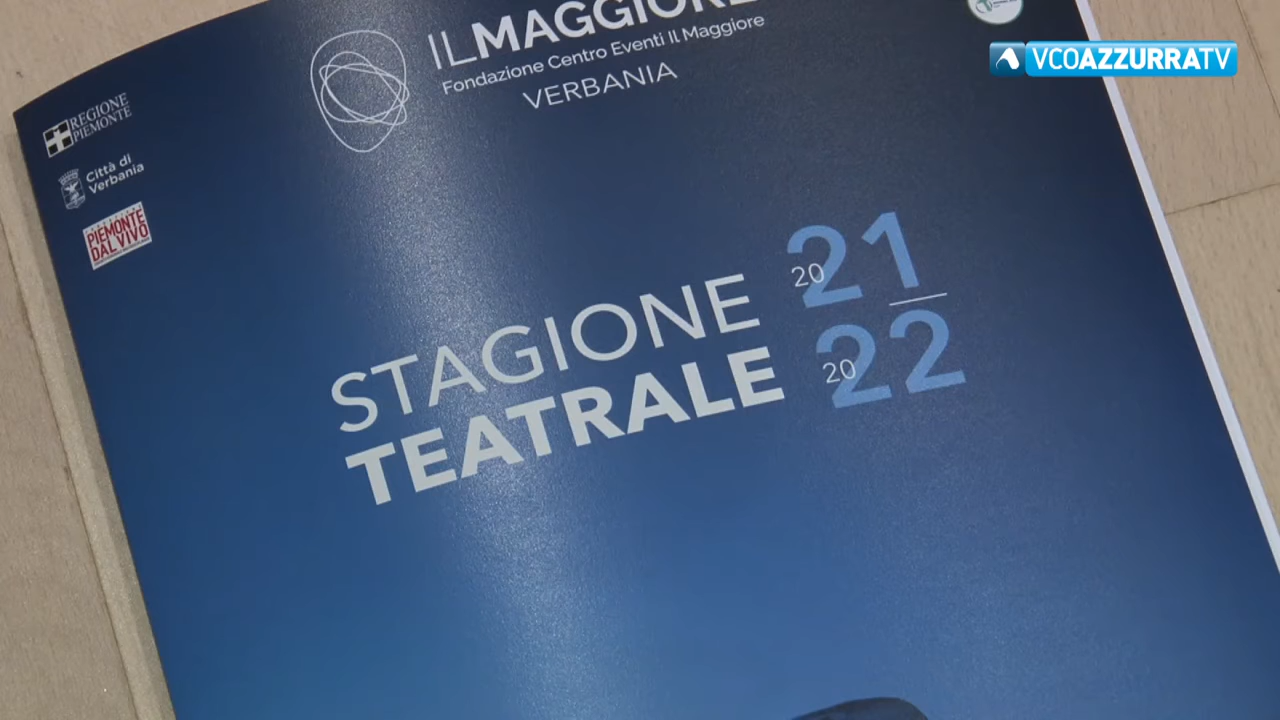 ILMAGGIORE
Fondazione Centro Eventi Il Maggiore
VERBANIA
VCOAZZURRATV
REGIONE
PIEMONTE
Città di
Verbania
PIEMONTE
DAL VIVO
STAGIONE
TEATRALE
2021
2022